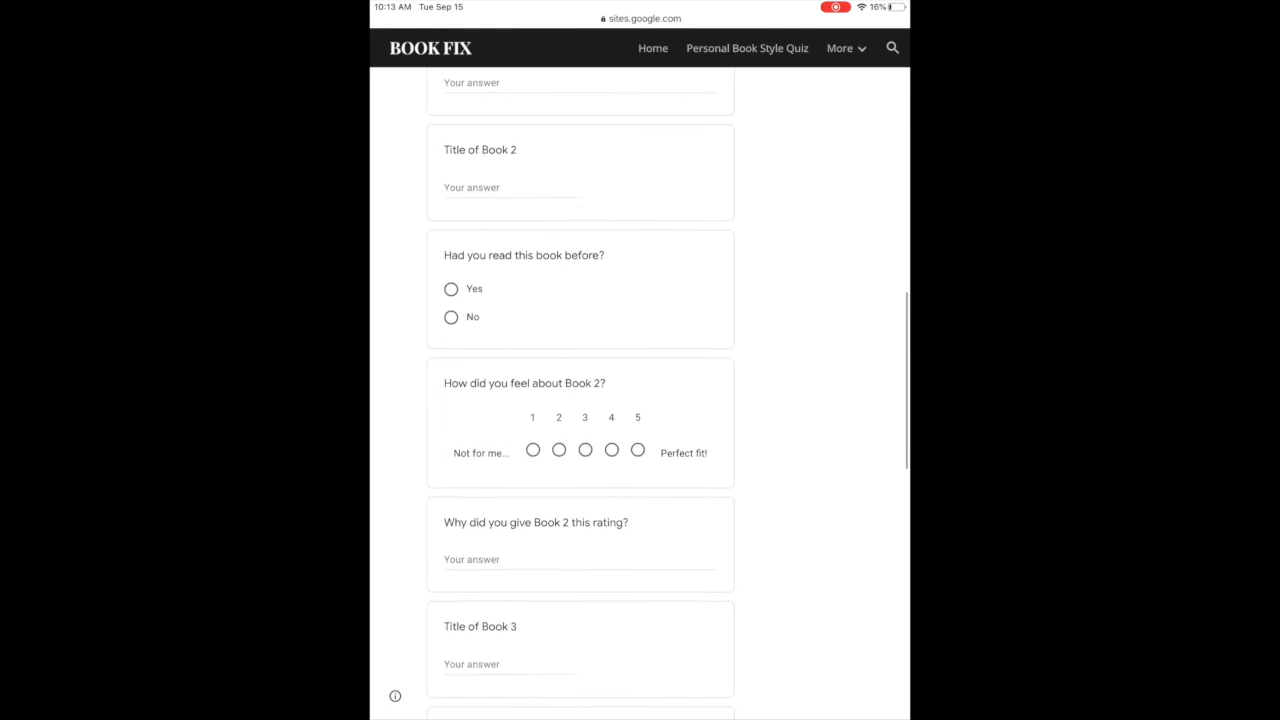 10:13 AM Tue Sep 15
16%
sites.google.com
BOOK FIX
Home Personal Book Style Quiz More
Your answer
Title of Book 2
Your answer
Had you read this book before?
Yes
No
How did you feel about Book 2?
1 2 3 4 5
Not for me... Perfect fit!
Why did you give Book 2 this rating?
Your answer
Title of Book 3
Your answer